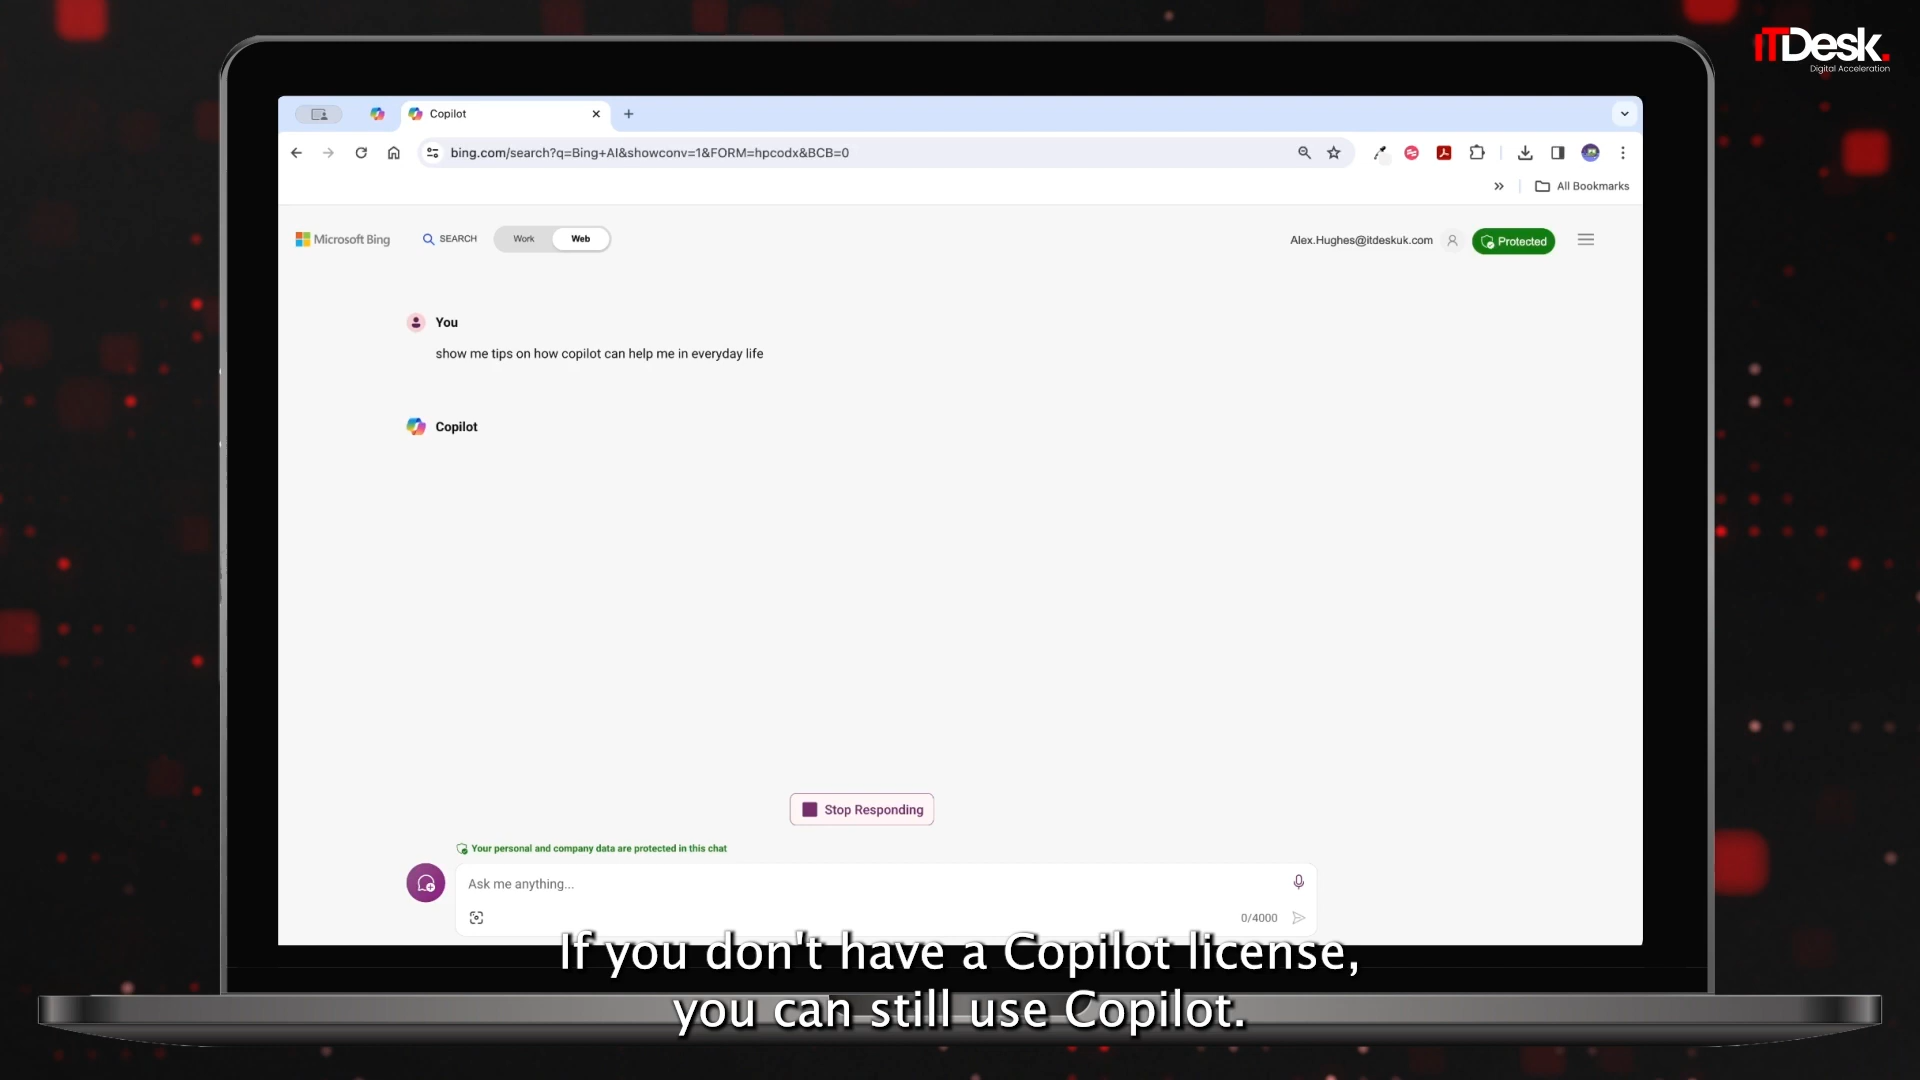 ITDesk.
Digital Acceleration
Copilot
bing.com/search?q=Bing+AI&showconv=1&FORM=hpcodx&BCB=0
All Bookmarks
Microsoft Bing
SEARCH
Work
Web
Alex.Hughes@itdeskuk.com
Protected
You
show me tips on how copilot can help me in everyday life
Copilot
Stop Responding
Your personal and company data are protected in this chat
Ask me anything...
0/4000
If you don't have a Copilot license,
you can still use Copilot.